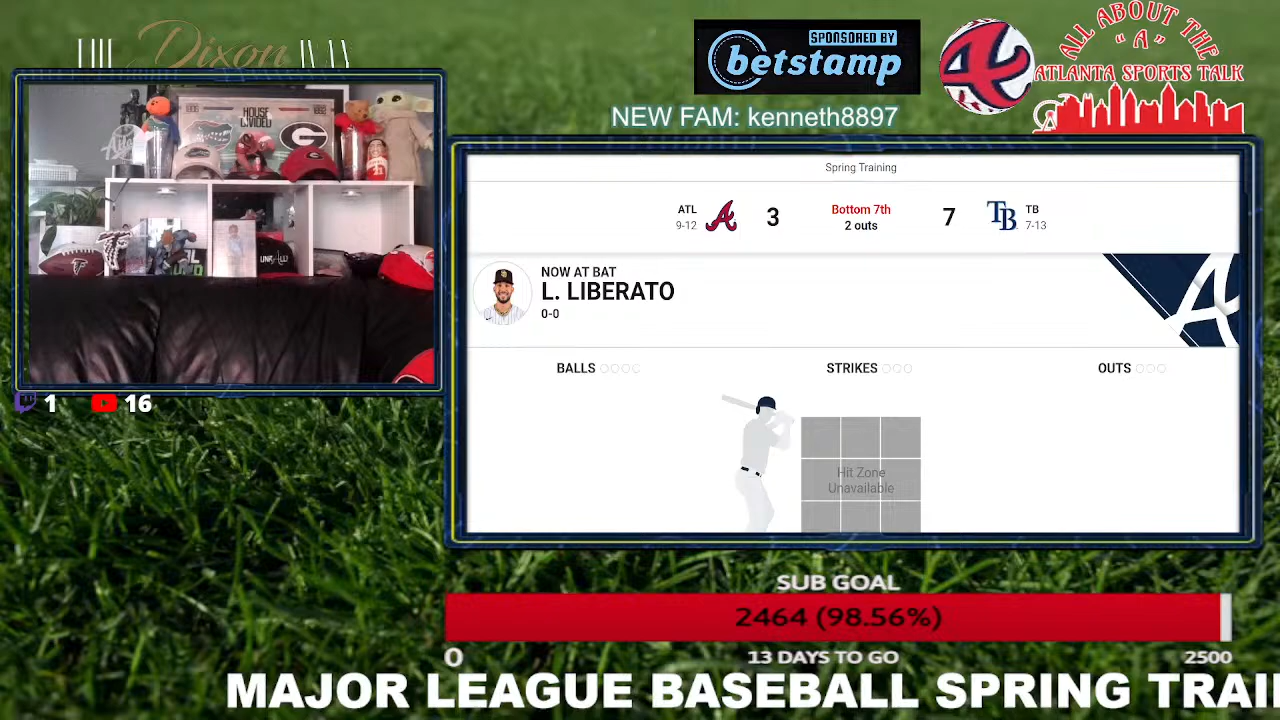 Dixon
SPONSORED BY
betstamp
ALL ABOUT THE
"A"
ATLANTA SPORTS TALK
NEW FAM: kenneth8897
HOUSE
DIVIDED
Spring Training
ATL
9-12
3
Bottom 7th
2 outs
7
TB
TB
7-13
NOW AT BAT
L. LIBERATO
0-0
BALLS
STRIKES
OUTS
Hit Zone
Unavailable
1
16
SUB GOAL
2464 (98.56%)
0
13 DAYS TO GO
2500
MAJOR LEAGUE BASEBALL SPRING TRAI